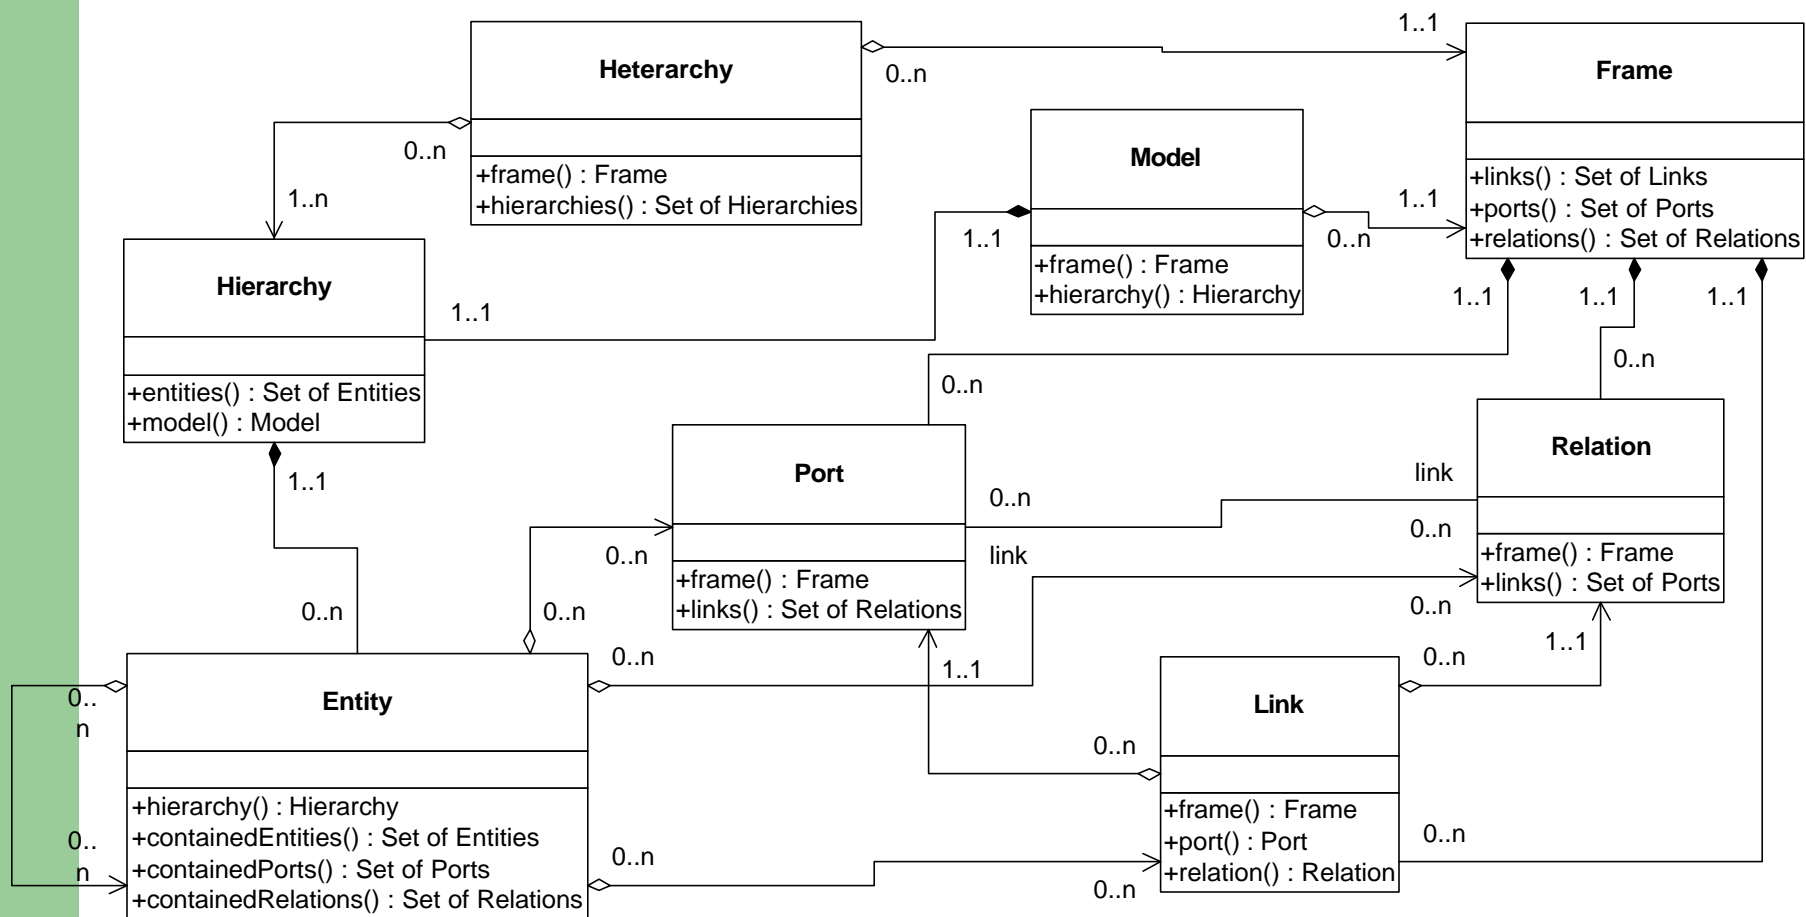 Heterarchy
+frame() : Frame
+hierarchies() : Set of Hierarchies
0..n
1..1
0..n
1..n
Frame
+links() : Set of Links
+ports() : Set of Ports
+relations() : Set of Relations
Model
+frame() : Frame
+hierarchy() : Hierarchy
1..1
0..n
1..1
1..1
1..1
1..1
1..1
Hierarchy
+entities() : Set of Entities
+model() : Model
1..1
0..n
0..n
0..n
Port
+frame() : Frame
+links() : Set of Relations
0..n
link
link
0..n
Relation
+frame() : Frame
+links() : Set of Ports
0..n
0..n
0..n
0..n
1..1
0..n
1..1
Entity
+hierarchy() : Hierarchy
+containedEntities() : Set of Entities
+containedPorts() : Set of Ports
+containedRelations() : Set of Relations
0..
n
0..
n
0..n
0..n
Link
+frame() : Frame
+port() : Port
+relation() : Relation
0..n
0..n